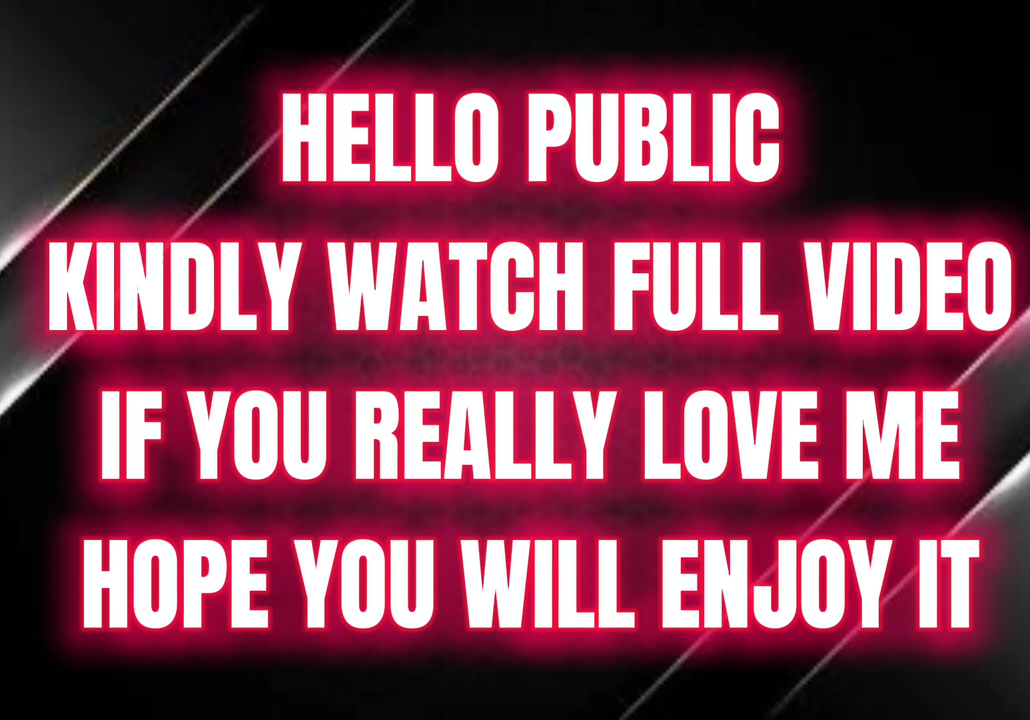 HELLO PUBLIC
KINDLY WATCH FULL VIDEO
IF YOU REALLY LOVE ME
HOPE YOU WILL ENJOY IT